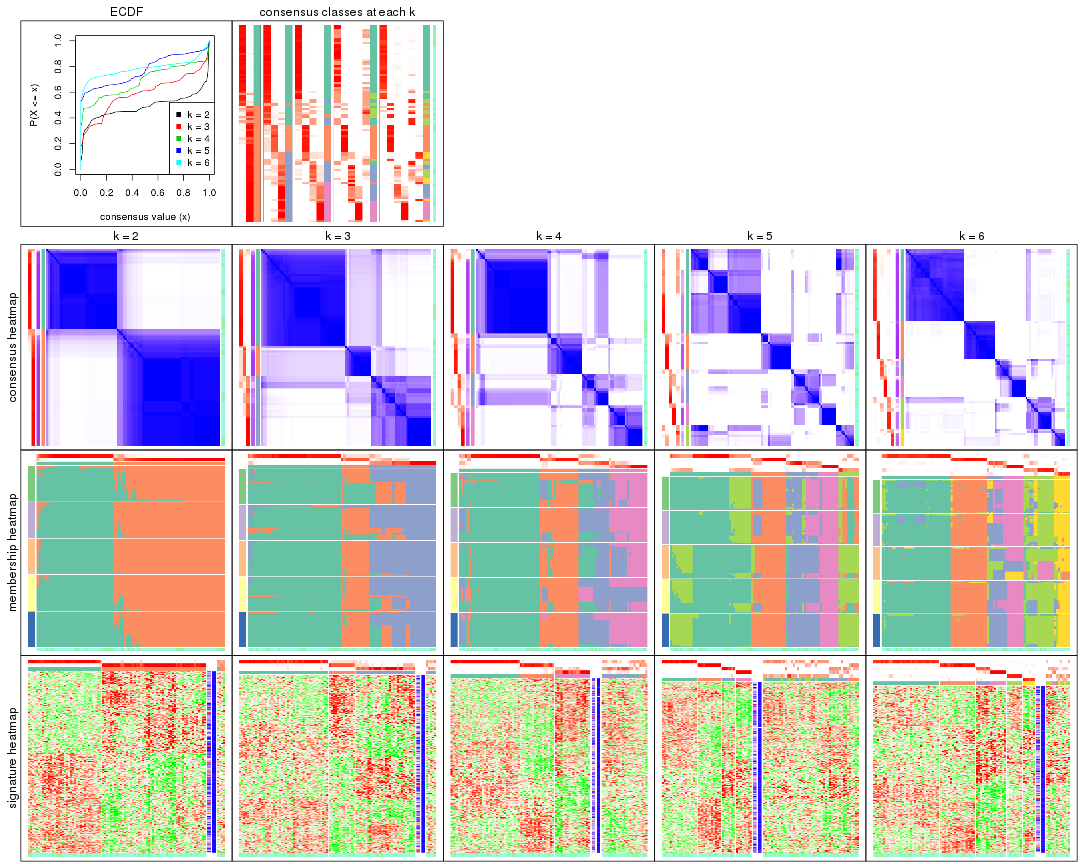 ECDF
consensus classes at each k
P(X <= x)
0.0 0.2 0.4 0.6 0.8 1.0
k = 2
k = 3
k = 4
k = 5
k = 6
0.0 0.2 0.4 0.6 0.8 1.0
consensus value (x)
k = 2
k = 3
k = 4
k = 5
k = 6
consensus heatmap
membership heatmap
signature heatmap